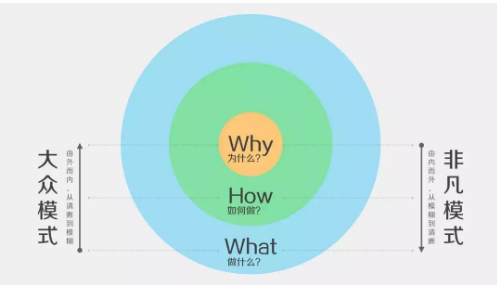 大众模式
由外而内，从清晰到模糊
Why
为什么?
How
如何做?
What
做什么?
由内而外，从模糊到清晰
非凡模式